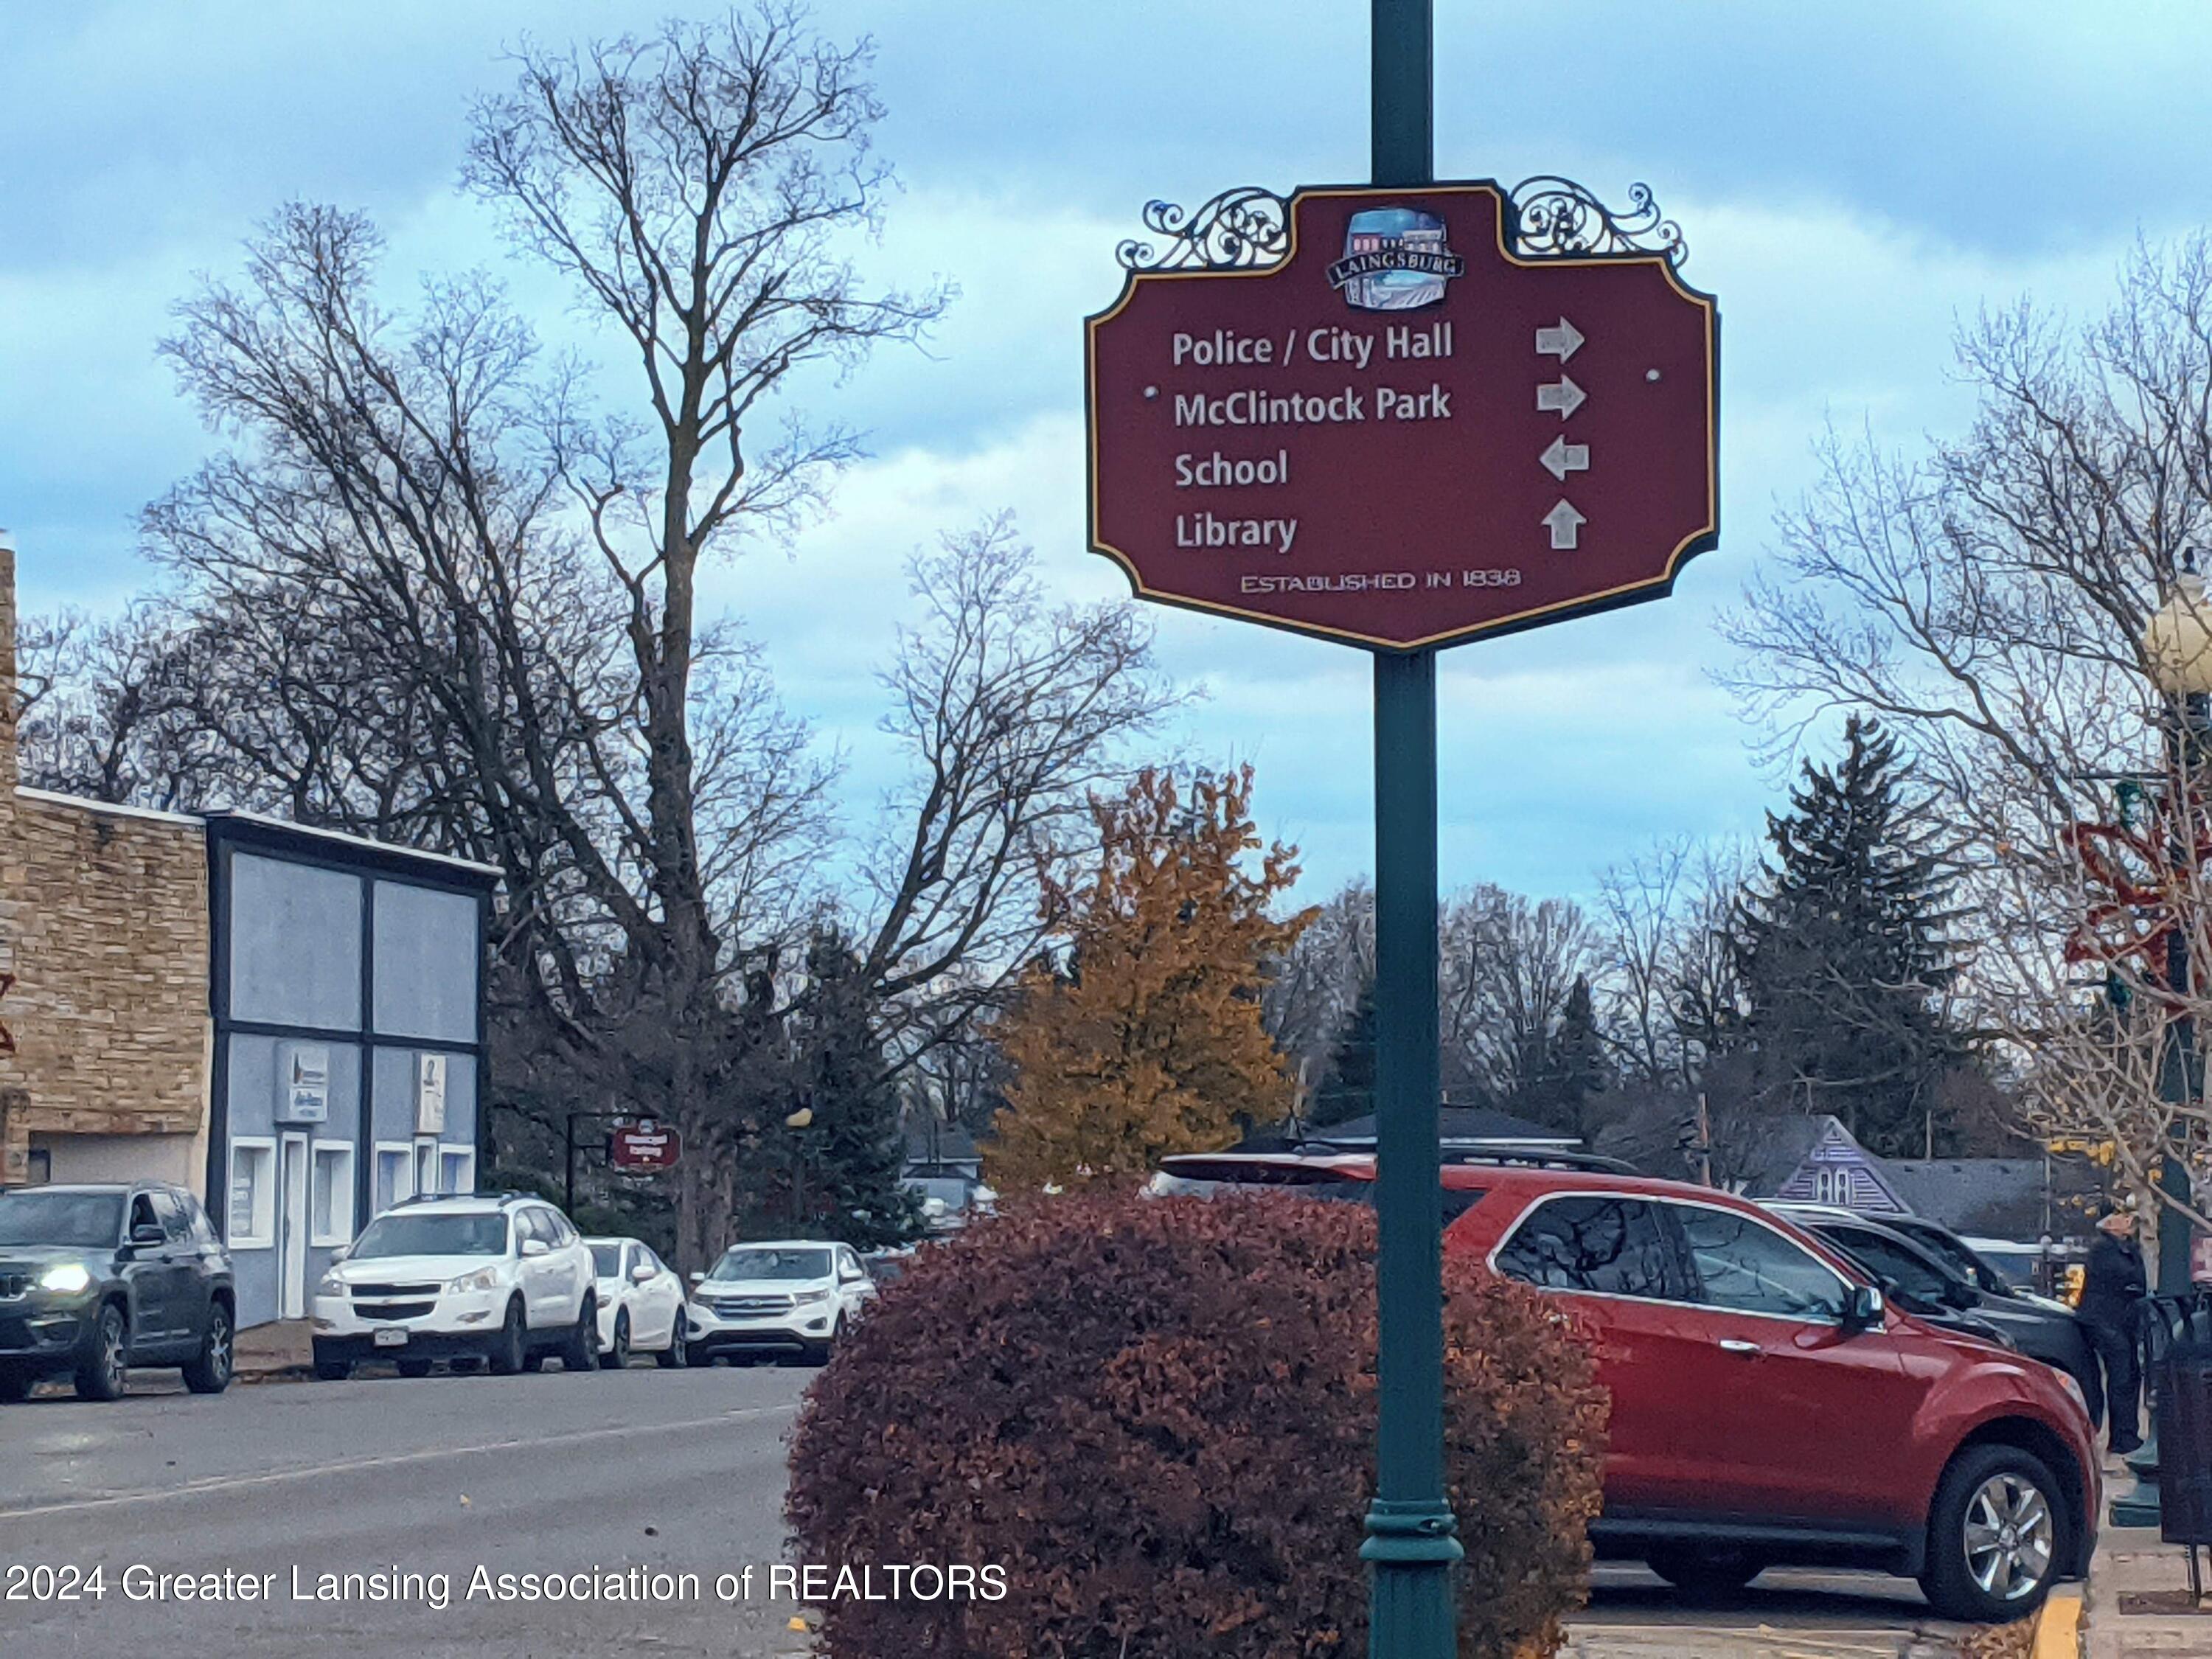 LAINGSBURG
Police / City Hall
McClintock Park
School
Library
ESTABLISHED IN 1838
2024 Greater Lansing Association of REALTORS